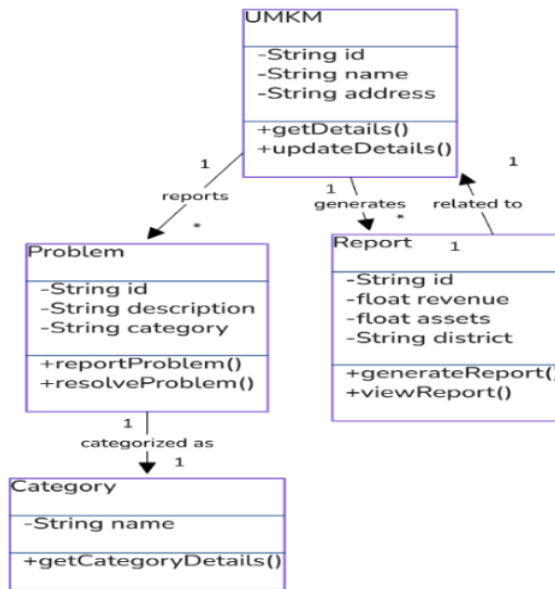 UMKM
-String id
-String name
-String address
+getDetails()
+updateDetails()
1
reports
*
1
generates
*
1
related to
1
Problem
-String id
-String description
-String category
+reportProblem()
+resolveProblem()
Report
-String id
-float revenue
-float assets
-String district
+generateReport()
+viewReport()
1
categorized as
1
Category
-String name
+getCategoryDetails()